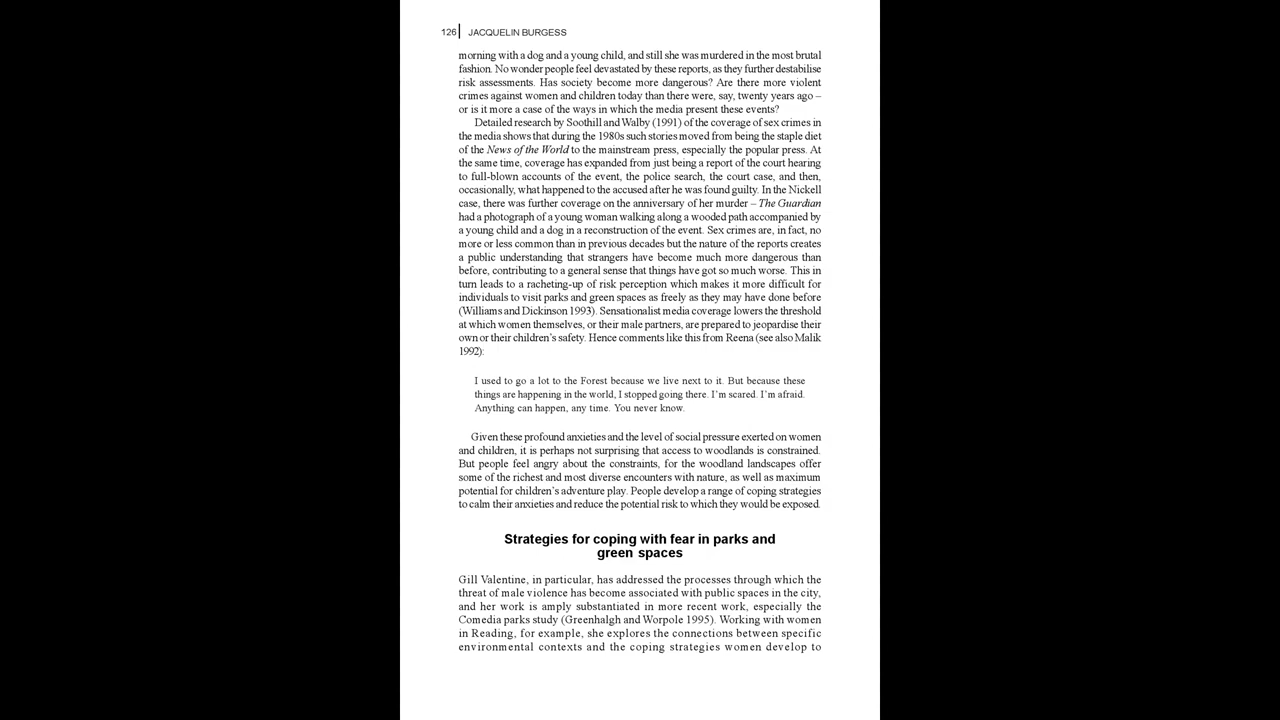 126 JACQUELIN BURGESS
morning with a dog and a young child, and still she was murdered in the most brutal
fashion. No wonder people feel devastated by these reports, as they further destabilise
risk assessments. Has society become more dangerous? Are there more violent
crimes against women and children today than there were, say, twenty years ago –
or is it more a case of the ways in which the media present these events?
Detailed research by Soothill and Walby (1991) of the coverage of sex crimes in
the media shows that during the 1980s such stories moved from being the staple diet
of the News of the World to the mainstream press, especially the popular press. At
the same time, coverage has expanded from just being a report of the court hearing
to full-blown accounts of the event, the police search, the court case, and then,
occasionally, what happened to the accused after he was found guilty. In the Nickell
case, there was further coverage on the anniversary of her murder – The Guardian
had a photograph of a young woman walking along a wooded path accompanied by
a young child and a dog in a reconstruction of the event. Sex crimes are, in fact, no
more or less common than in previous decades but the nature of the reports creates
a public understanding that strangers have become much more dangerous than
before, contributing to a general sense that things have got so much worse. This in
turn leads to a racheting-up of risk perception which makes it more difficult for
individuals to visit parks and green spaces as freely as they may have done before
(Williams and Dickinson 1993). Sensationalist media coverage lowers the threshold
at which women themselves, or their male partners, are prepared to jeopardise their
own or their children's safety. Hence comments like this from Reena (see also Malik
1992):
I used to go a lot to the Forest because we live next to it. But because these
things are happening in the world, I stopped going there. I'm scared. I'm afraid.
Anything can happen, any time. You never know.
Given these profound anxieties and the level of social pressure exerted on women
and children, it is perhaps not surprising that access to woodlands is constrained.
But people feel angry about the constraints, for the woodland landscapes offer
some of the richest and most diverse encounters with nature, as well as maximum
potential for children's adventure play. People develop a range of coping strategies
to calm their anxieties and reduce the potential risk to which they would be exposed.
Strategies for coping with fear in parks and
green spaces
Gill Valentine, in particular, has addressed the processes through which the
threat of male violence has become associated with public spaces in the city,
and her work is amply substantiated in more recent work, especially the
Comedia parks study (Greenhalgh and Worpole 1995). Working with women
in Reading, for example, she explores the connections between specific
environmental contexts and the coping strategies women develop to